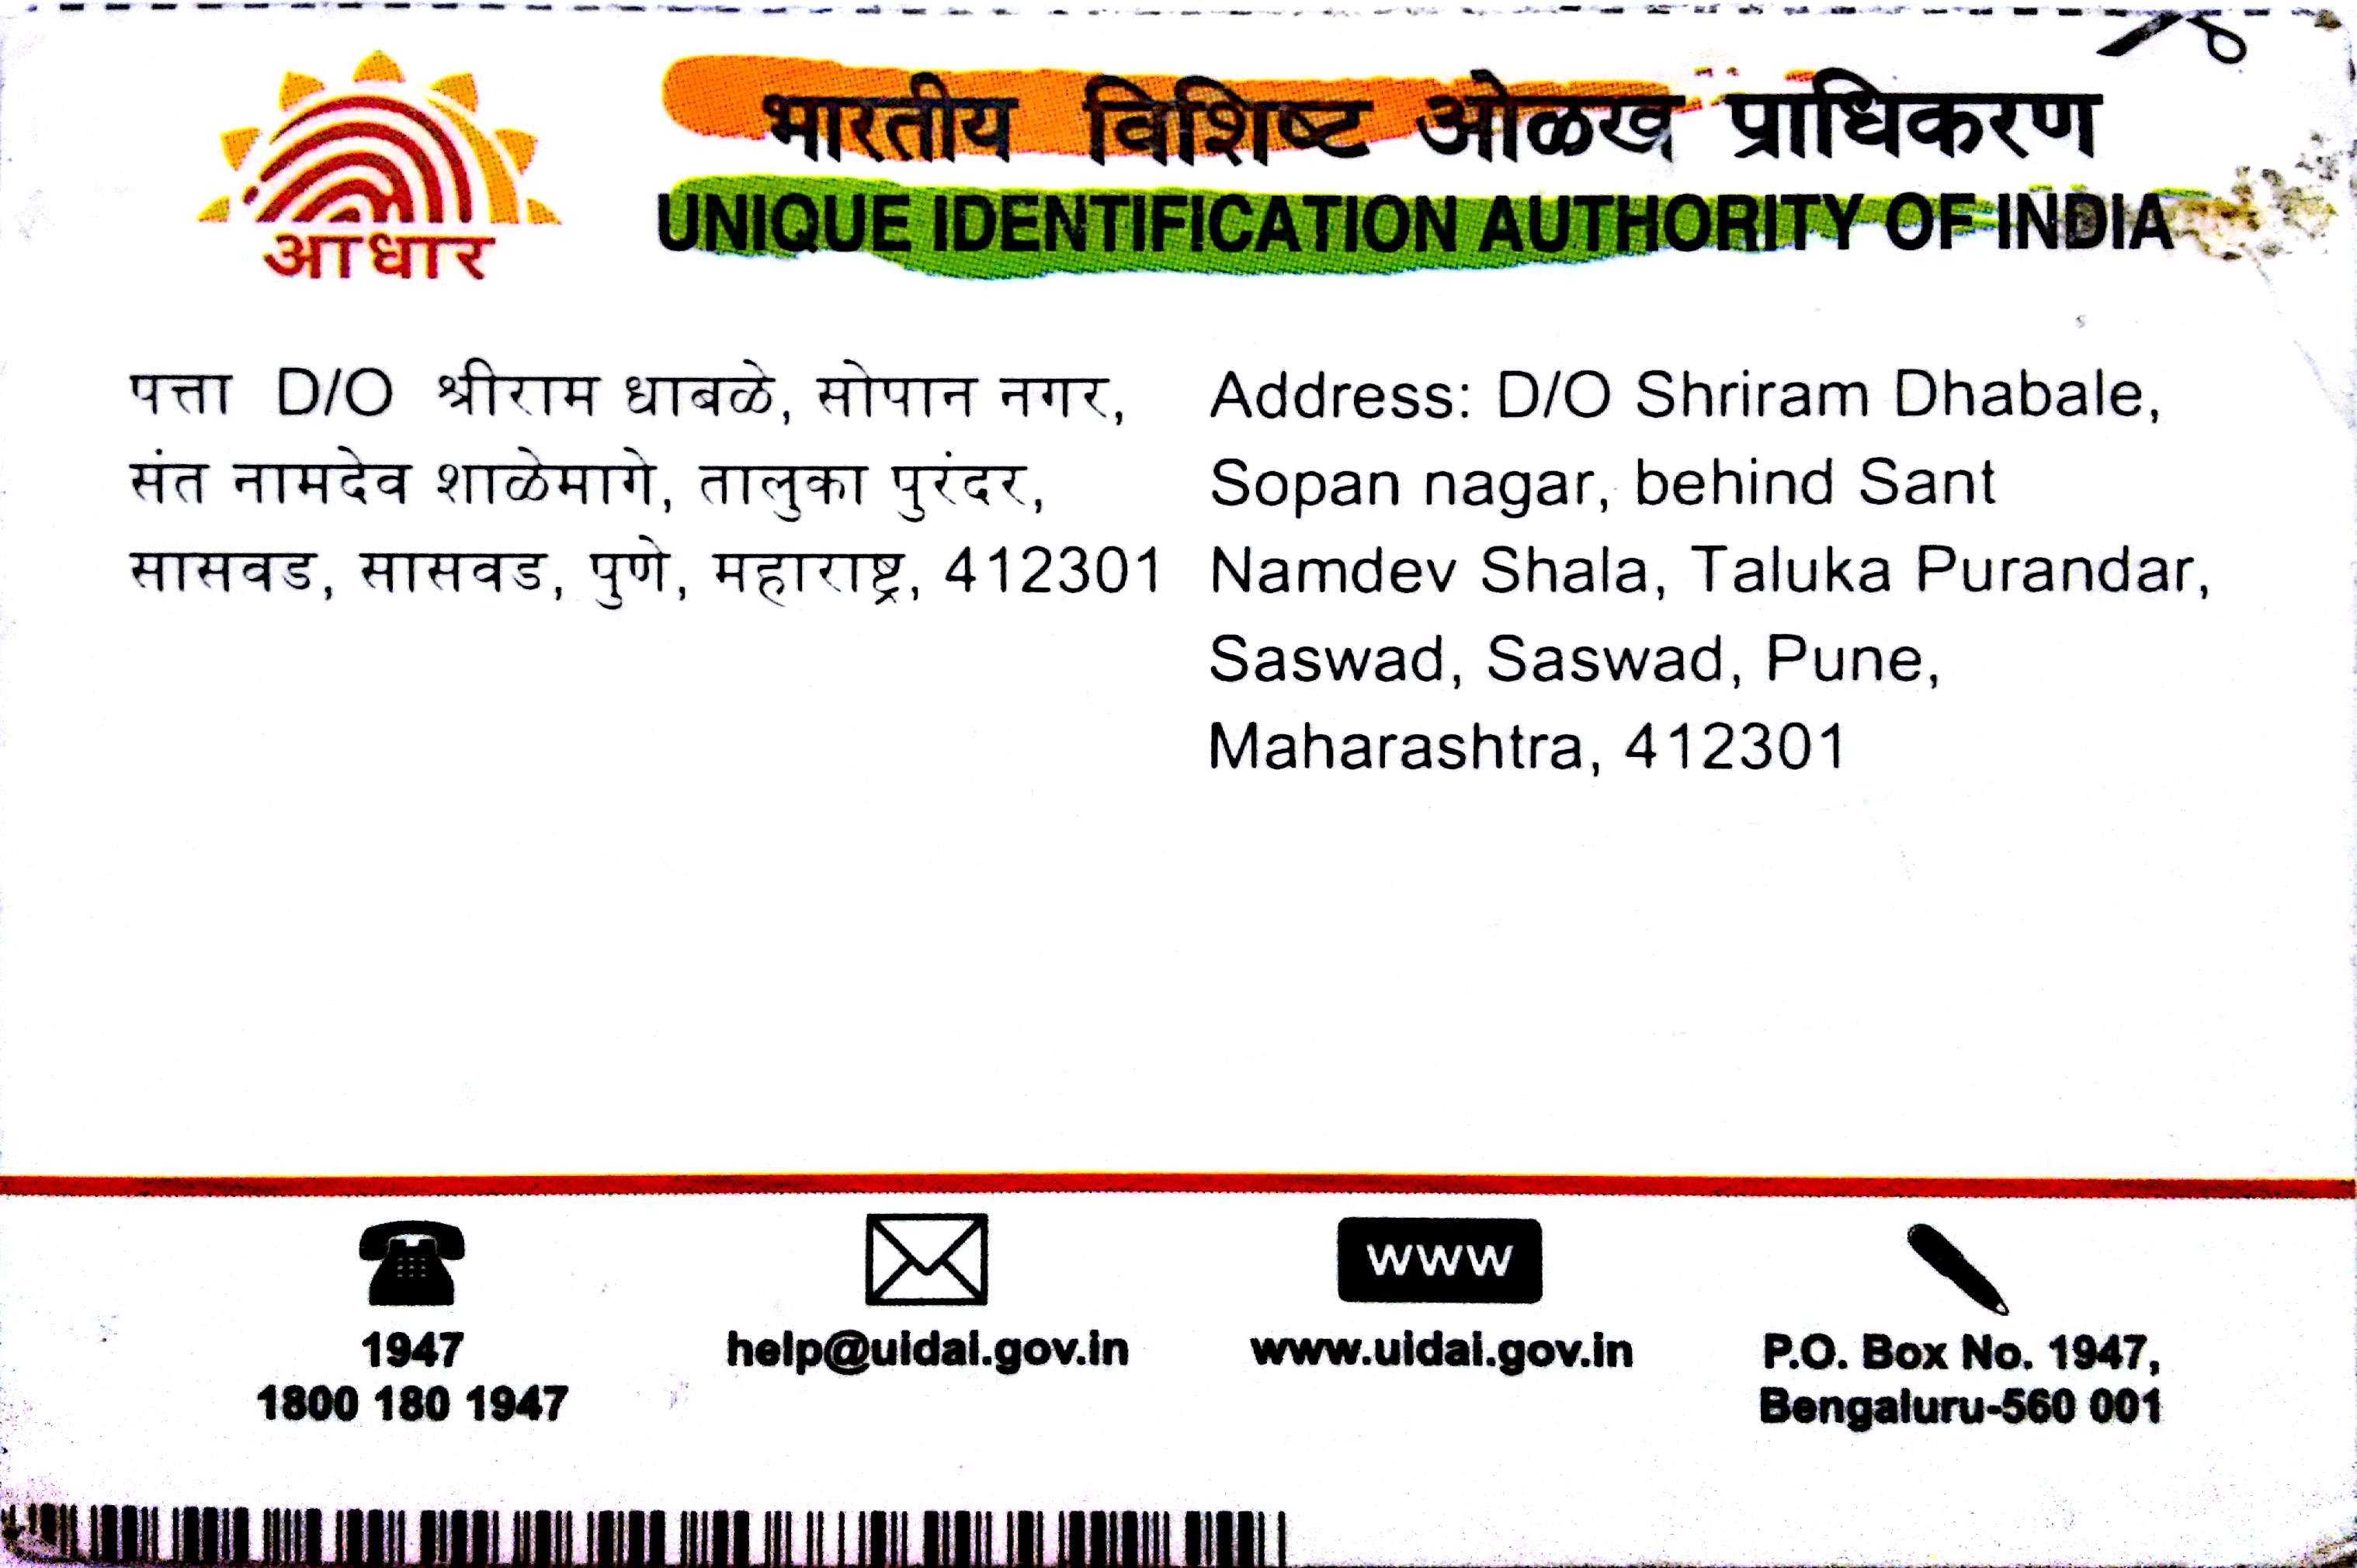 आधार
भारतीय विशिष्ट ओळख प्राधिकरण
UNIQUE IDENTIFICATION AUTHORITY OF INDIA
पत्ता D/O श्रीराम धाबळे, सोपान नगर,
संत नामदेव शाळेमागे, तालुका पुरंदर,
सासवड, सासवड, पुणे, महाराष्ट्र, 412301
Address: D/O Shriram Dhabale,
Sopan nagar, behind Sant
Namdev Shala, Taluka Purandar,
Saswad, Saswad, Pune,
Maharashtra, 412301
1947
1800 180 1947
help@uidai.gov.in
www
www.uidai.gov.in
P.O. Box No. 1947,
Bengaluru-560 001